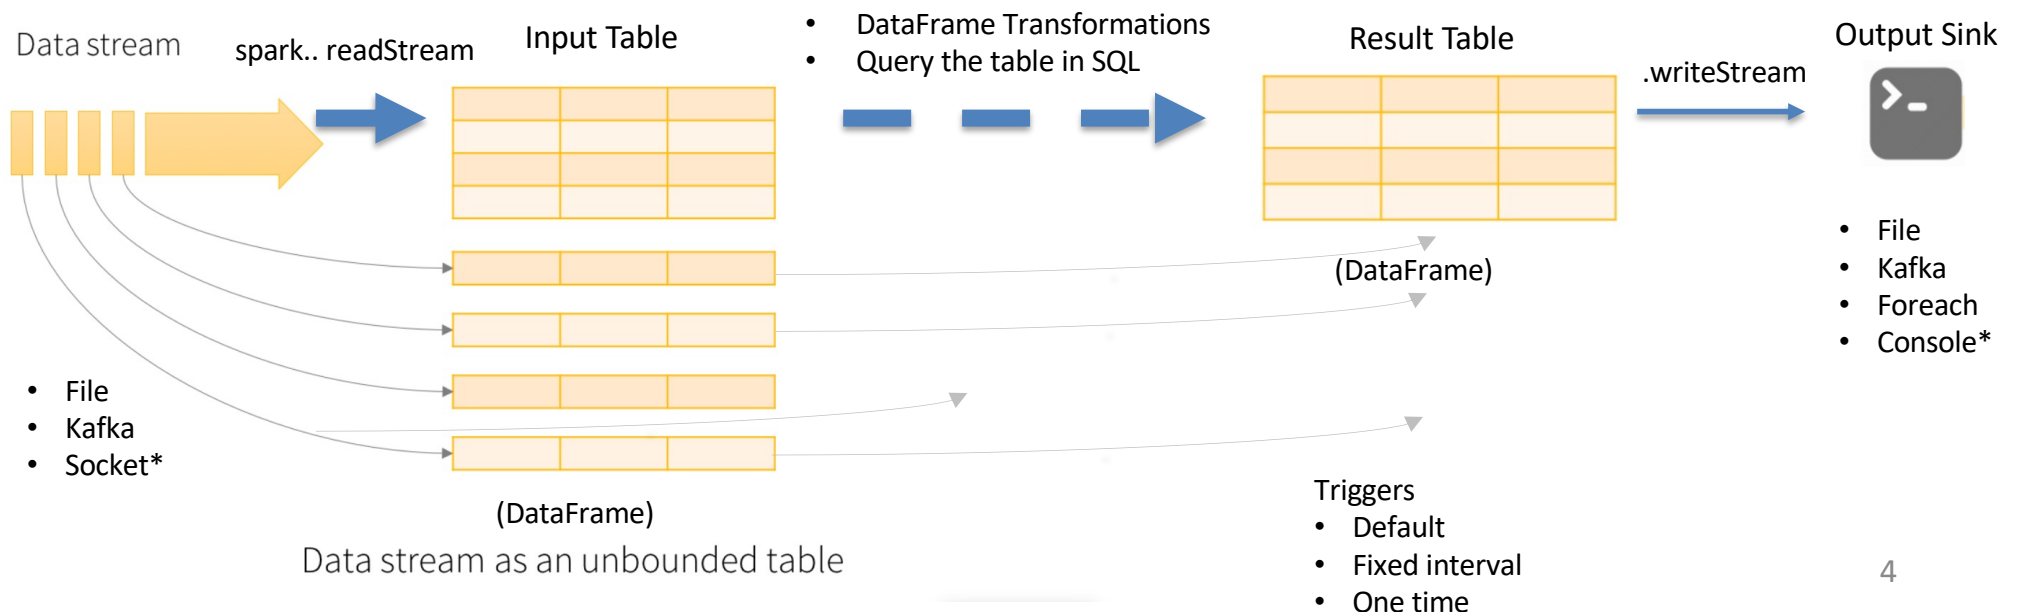 Data stream
spark.. readStream
Input Table
• DataFrame Transformations
• Query the table in SQL
Result Table
.writeStream
Output Sink
• File
• Kafka
• Foreach
• Console*
(DataFrame)
• File
• Kafka
• Socket*
(DataFrame)
Data stream as an unbounded table
Triggers
• Default
• Fixed interval
• One time
4